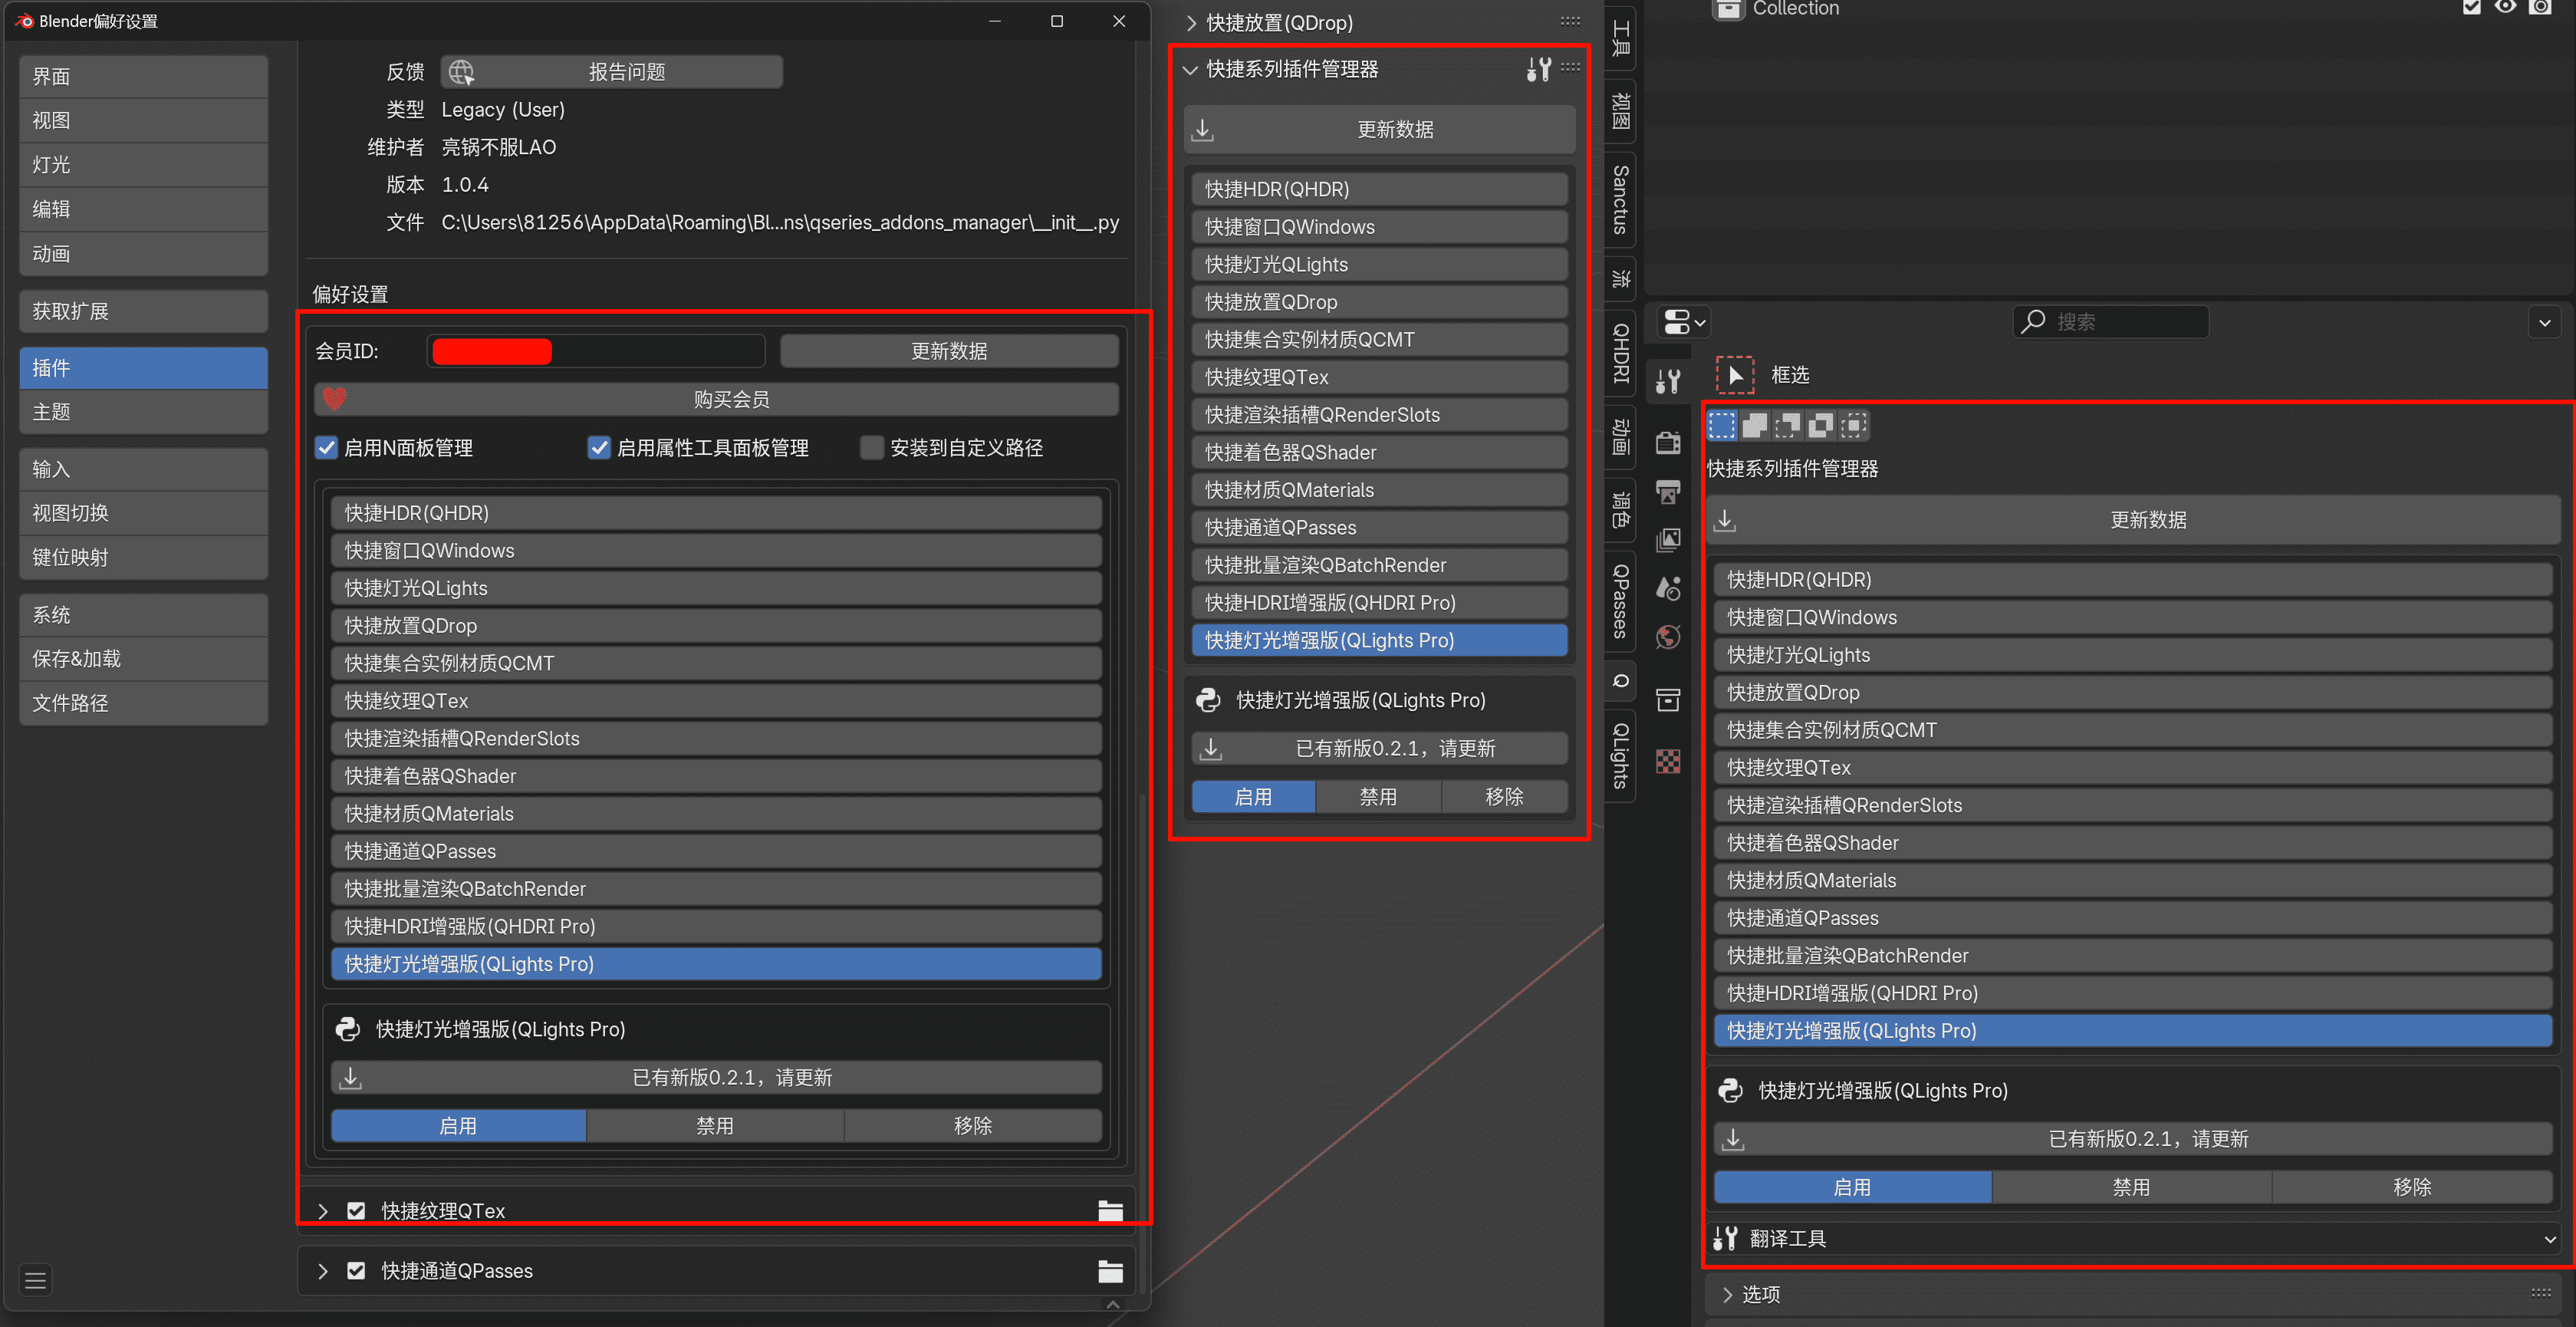 Blender偏好设置
界面
视图
灯光
编辑
动画
获取扩展
插件
主题
输入
视图切换
键位映射
系统
保存&加载
文件路径
反馈
报告问题
类型 Legacy (User)
维护者 亮锅不服LAO
版本 1.0.4
文件 C:\Users\81256\AppData\Roaming\Bl...ns\qseries_addons_manager\__init__.py
偏好设置
会员ID:
更新数据
购买会员
启用N面板管理 启用属性工具面板管理 安装到自定义路径
快捷HDR(QHDR)
快捷窗口QWindows
快捷灯光QLights
快捷放置QDrop
快捷集合实例材质QCMT
快捷纹理QTex
快捷渲染插槽QRenderSlots
快捷着色器QShader
快捷材质QMaterials
快捷通道QPasses
快捷批量渲染QBatchRender
快捷HDRI增强版(QHDRI Pro)
快捷灯光增强版(QLights Pro)
快捷灯光增强版(QLights Pro)
已有新版0.2.1，请更新
启用 禁用 移除
快捷纹理QTex
快捷通道QPasses
快捷放置(QDrop)
快捷系列插件管理器
更新数据
快捷HDR(QHDR)
快捷窗口QWindows
快捷灯光QLights
快捷放置QDrop
快捷集合实例材质QCMT
快捷纹理QTex
快捷渲染插槽QRenderSlots
快捷着色器QShader
快捷材质QMaterials
快捷通道QPasses
快捷批量渲染QBatchRender
快捷HDRI增强版(QHDRI Pro)
快捷灯光增强版(QLights Pro)
快捷灯光增强版(QLights Pro)
已有新版0.2.1，请更新
启用 禁用 移除
工具
视图
Sanctus
流
QHDRI
动画
调色
QPasses
Q
QLights
Collection
搜索
框选
快捷系列插件管理器
更新数据
快捷HDR(QHDR)
快捷窗口QWindows
快捷灯光QLights
快捷放置QDrop
快捷集合实例材质QCMT
快捷纹理QTex
快捷渲染插槽QRenderSlots
快捷着色器QShader
快捷材质QMaterials
快捷通道QPasses
快捷批量渲染QBatchRender
快捷HDRI增强版(QHDRI Pro)
快捷灯光增强版(QLights Pro)
快捷灯光增强版(QLights Pro)
已有新版0.2.1，请更新
启用 禁用 移除
翻译工具
选项